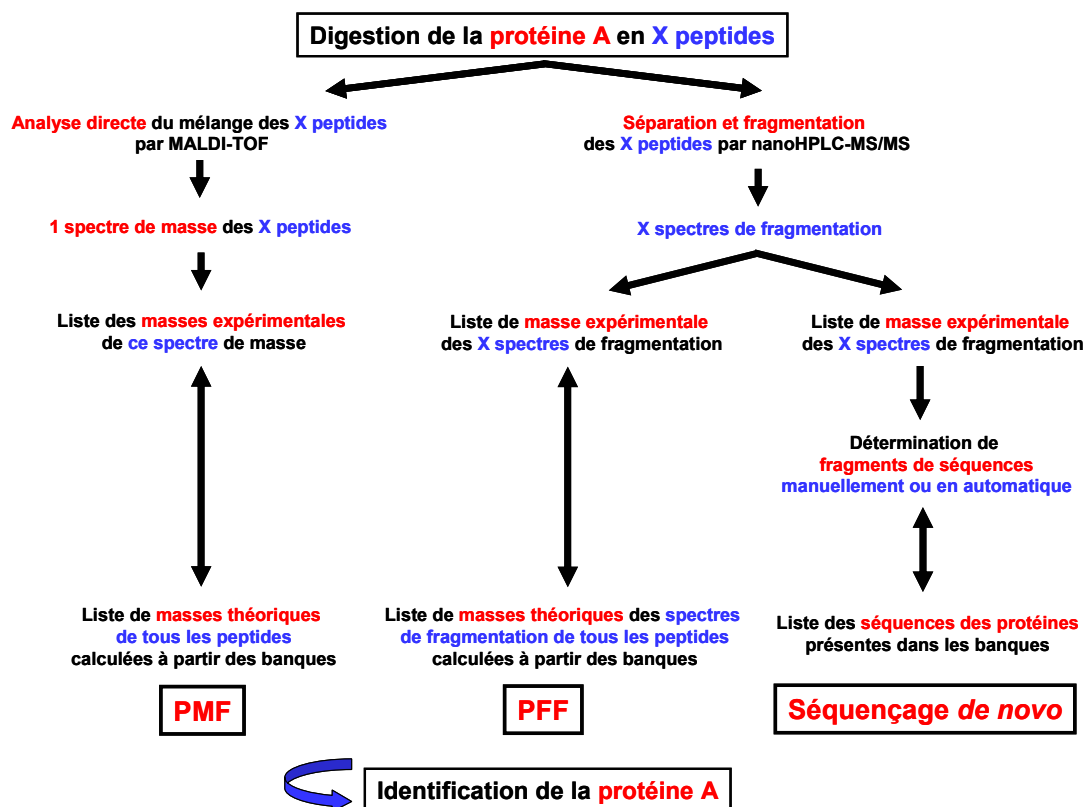 Digestion de la protéine A en X peptides
Analyse directe du mélange des X peptides
par MALDI-TOF
Séparation et fragmentation
des X peptides par nanoHPLC-MS/MS
1 spectre de masse des X peptides
X spectres de fragmentation
Liste des masses expérimentales
de ce spectre de masse
Liste de masse expérimentale
des X spectres de fragmentation
Liste de masse expérimentale
des X spectres de fragmentation
Détermination de
fragments de séquences
manuellement ou en automatique
Liste de masses théoriques
de tous les peptides
calculées à partir des banques
Liste de masses théoriques des spectres
de fragmentation de tous les peptides
calculées à partir des banques
Liste des séquences des protéines
présentes dans les banques
PMF
PFF
Séquençage de novo
Identification de la protéine A